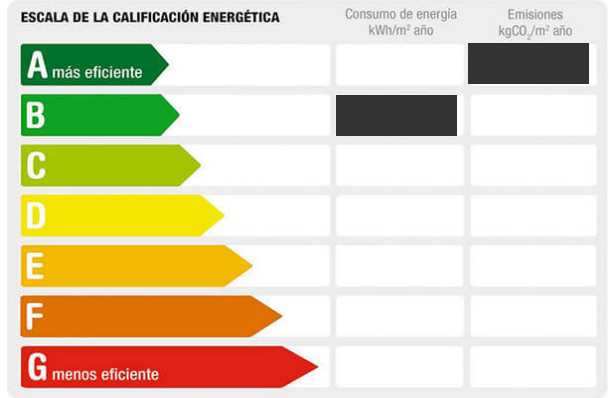 ESCALA DE LA CALIFICACIÓN ENERGÉTICA
Consumo de energía
kWh/m² año
Emisiones
kgCO₂/m² año
A más eficiente
B
C
D
E
F
G menos eficiente